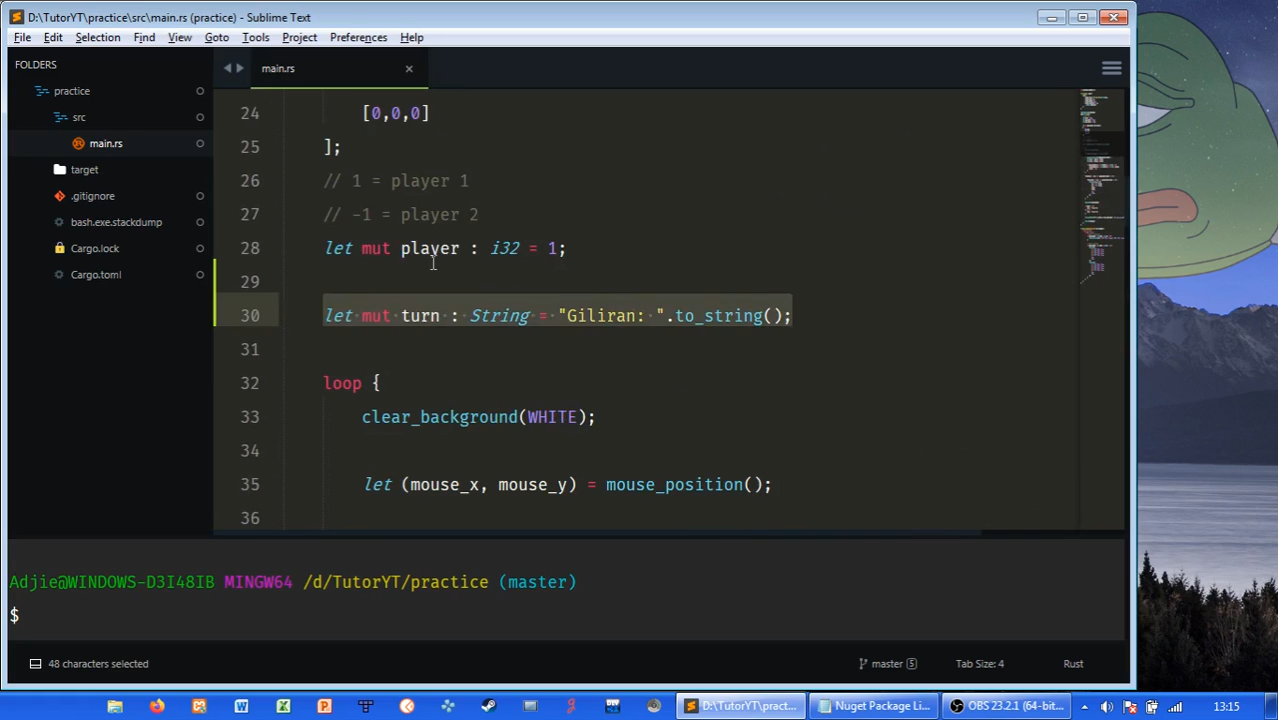 D:\TutorYT\practice\src\main.rs (practice) - Sublime Text
File Edit Selection Find View Goto Tools Project Preferences Help
FOLDERS
practice
src
main.rs
target
.gitignore
bash.exe.stackdump
Cargo.lock
Cargo.toml
main.rs
24 [0,0,0]
25 ];
26 // 1 = player 1
27 // -1 = player 2
28 let mut player : i32 = 1;
29
30 let mut turn : String = "Giliran: ".to_string();
31
32 loop {
33 clear_background(WHITE);
34
35 let (mouse_x, mouse_y) = mouse_position();
36
Adjie@WINDOWS-D3I48IB MINGW64 /d/TutorYT/practice (master)
$
48 characters selected master 5 Tab Size: 4 Rust
D:\TutorYT\pract... Nuget Package Li... OBS 23.2.1 (64-bit... 13:15